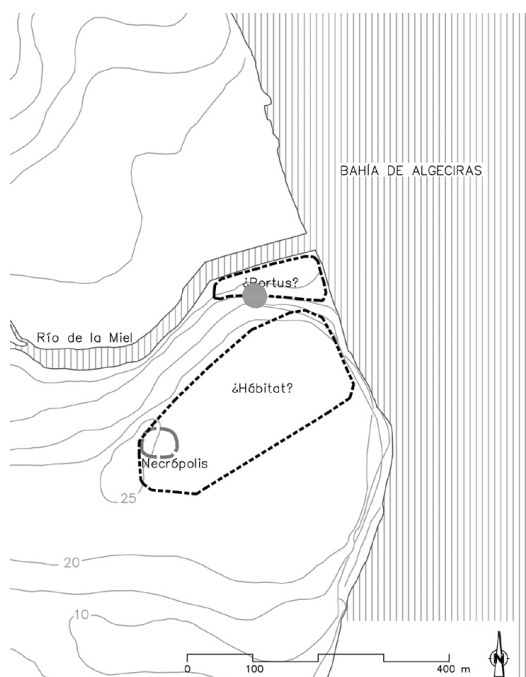 BAHÍA DE ALGECIRAS
¿Portus?
Río de la Miel
¿Hábitat?
Necrópolis
25
20
10
0 100 400 m
N